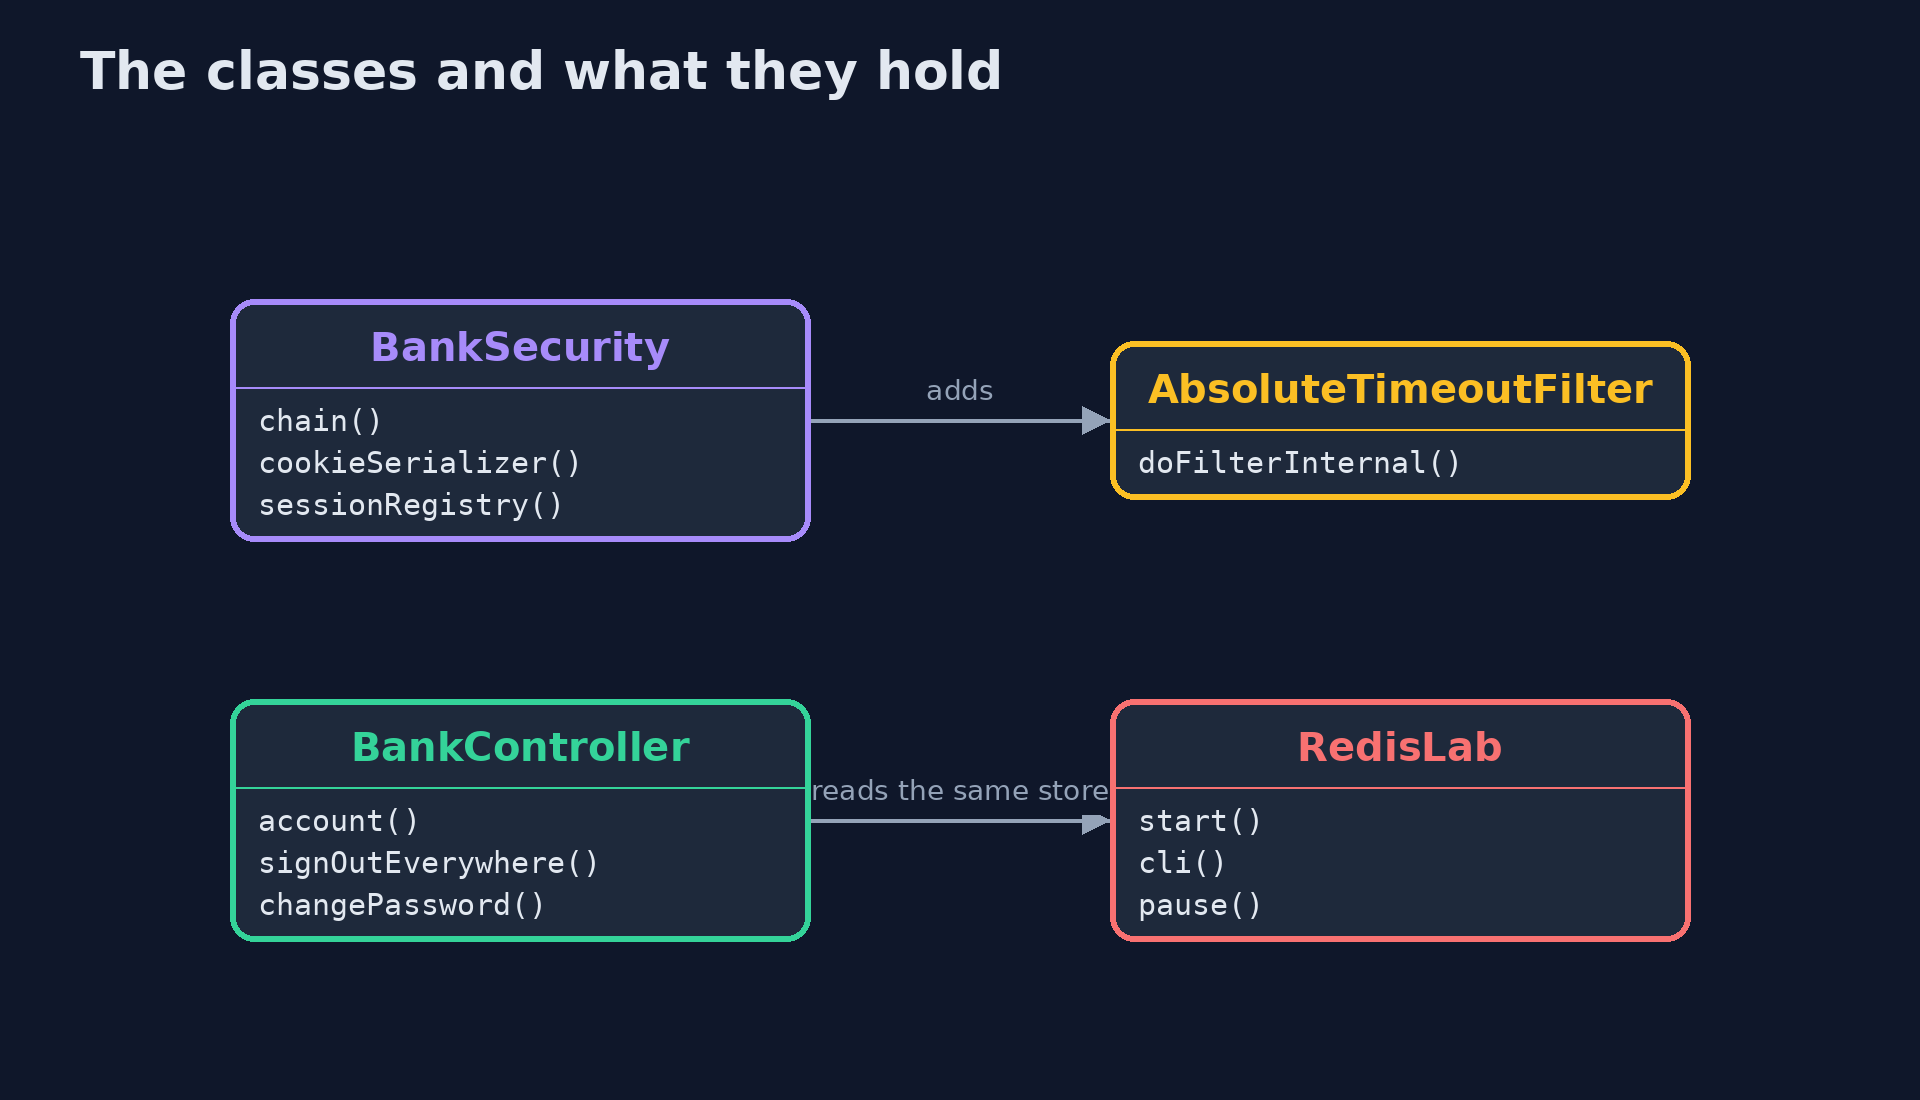 The classes and what they hold
BankSecurity
chain()
cookieSerializer()
sessionRegistry()
adds
AbsoluteTimeoutFilter
doFilterInternal()
BankController
account()
signOutEverywhere()
changePassword()
reads the same store
RedisLab
start()
cli()
pause()